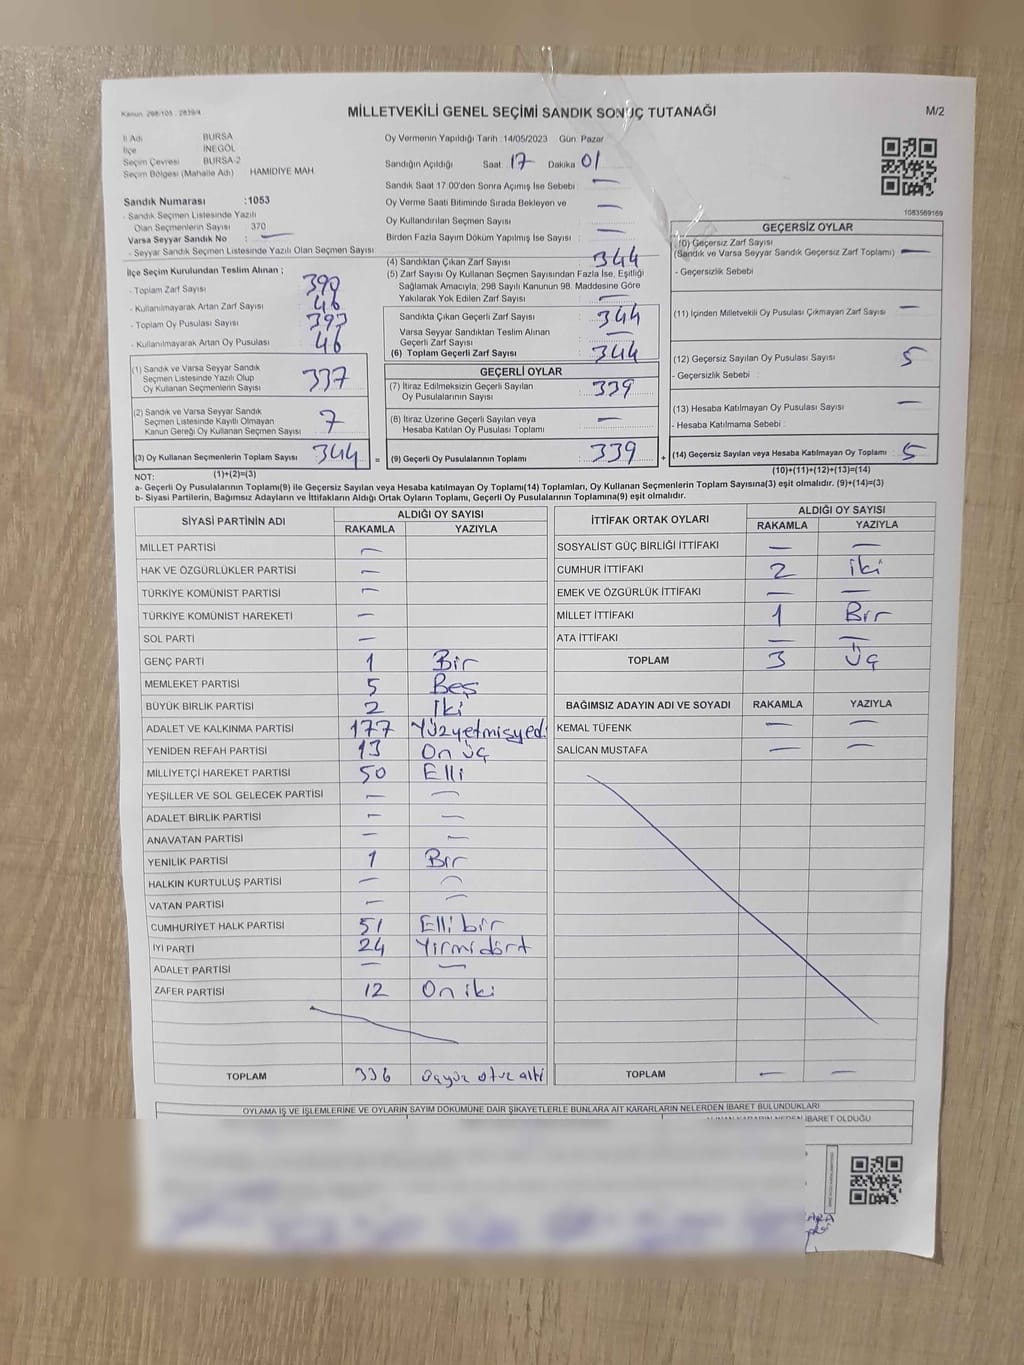 Kanun: 298/105 : 2839/4
MİLLETVEKİLİ GENEL SEÇİMİ SANDIK SONUÇ TUTANAĞI
M/2
İl Adı BURSA
İlçe İNEGÖL
Seçim Çevresi BURSA-2
Seçim Bölgesi (Mahalle Adı) HAMİDİYE MAH.
Sandık Numarası :1053
- Sandık Seçmen Listesinde Yazılı
Olan Seçmenlerin Sayısı 370
Varsa Seyyar Sandık No : —
- Seyyar Sandık Seçmen Listesinde Yazılı Olan Seçmen Sayısı:
İlçe Seçim Kurulundan Teslim Alınan ;
- Toplam Zarf Sayısı : 390
- Kullanılmayarak Artan Zarf Sayısı : 46
- Toplam Oy Pusulası Sayısı : 393
- Kullanılmayarak Artan Oy Pusulası : 46
(1) Sandık ve Varsa Seyyar Sandık
Seçmen Listesinde Yazılı Olup
Oy Kullanan Seçmenlerin Sayısı : 337
(2) Sandık ve Varsa Seyyar Sandık
Seçmen Listesinde Kayıtlı Olmayan
Kanun Gereği Oy Kullanan Seçmen Sayısı : 7
(3) Oy Kullanan Seçmenlerin Toplam Sayısı : 344
(1)+(2)=(3)
Oy Vermenin Yapıldığı Tarih : 14/05/2023 Gün: Pazar
Sandığın Açıldığı Saat: 17 Dakika 01
Sandık Saat 17.00'den Sonra Açımış İse Sebebi : —
Oy Verme Saati Bitiminde Sırada Bekleyen ve —
Oy Kullandırılan Seçmen Sayısı :
Birden Fazla Sayım Döküm Yapılmış İse Sayısı : —
(4) Sandıktan Çıkan Zarf Sayısı : 344
(5) Zarf Sayısı Oy Kullanan Seçmen Sayısından Fazla İse, Eşitliği
Sağlamak Amacıyla, 298 Sayılı Kanunun 98. Maddesine Göre
Yakılarak Yok Edilen Zarf Sayısı : —
Sandıkta Çıkan Geçerli Zarf Sayısı : 344
Varsa Seyyar Sandıktan Teslim Alınan
Geçerli Zarf Sayısı : —
(6) Toplam Geçerli Zarf Sayısı : 344
GEÇERLİ OYLAR
(7) İtiraz Edilmeksizin Geçerli Sayılan
Oy Pusulalarının Sayısı : 339
(8) İtiraz Üzerine Geçerli Sayılan veya
Hesaba Katılan Oy Pusulası Toplamı : —
= (9) Geçerli Oy Pusulalarının Toplamı : 339
1083569169
GEÇERSİZ OYLAR
(10) Geçersiz Zarf Sayısı
(Sandık ve Varsa Seyyar Sandık Geçersiz Zarf Toplamı) : —
- Geçersizlik Sebebi :
(11) İçinden Milletvekili Oy Pusulası Çıkmayan Zarf Sayısı : —
(12) Geçersiz Sayılan Oy Pusulası Sayısı : 5
- Geçersizlik Sebebi :
(13) Hesaba Katılmayan Oy Pusulası Sayısı : —
- Hesaba Katılmama Sebebi :
+ (14) Geçersiz Sayılan veya Hesaba Katılmayan Oy Toplamı : 5
(10)+(11)+(12)+(13)=(14)
NOT:
a- Geçerli Oy Pusulalarının Toplamı(9) ile Geçersiz Sayılan veya Hesaba katılmayan Oy Toplamı(14) Toplamları, Oy Kullanan Seçmenlerin Toplam Sayısına(3) eşit olmalıdır. (9)+(14)=(3)
b- Siyasi Partilerin, Bağımsız Adayların ve İttifakların Aldığı Ortak Oyların Toplamı, Geçerli Oy Pusulalarının Toplamına(9) eşit olmalıdır.
SİYASİ PARTİNİN ADI ALDIĞI OY SAYISI
RAKAMLA YAZIYLA
MİLLET PARTİSİ —
HAK VE ÖZGÜRLÜKLER PARTİSİ —
TÜRKİYE KOMÜNİST PARTİSİ —
TÜRKİYE KOMÜNİST HAREKETİ —
SOL PARTİ —
GENÇ PARTİ 1 Bir
MEMLEKET PARTİSİ 5 Beş
BÜYÜK BİRLİK PARTİSİ 2 İki
ADALET VE KALKINMA PARTİSİ 177 Yüzyetmişyedi
YENİDEN REFAH PARTİSİ 13 On üç
MİLLİYETÇİ HAREKET PARTİSİ 50 Elli
YEŞİLLER VE SOL GELECEK PARTİSİ — —
ADALET BİRLİK PARTİSİ — —
ANAVATAN PARTİSİ — —
YENİLİK PARTİSİ 1 Bir
HALKIN KURTULUŞ PARTİSİ — —
VATAN PARTİSİ — —
CUMHURİYET HALK PARTİSİ 51 Elli bir
İYİ PARTİ 24 Yirmi dört
ADALET PARTİSİ — —
ZAFER PARTİSİ 12 On iki
TOPLAM 336 üçyüz otuz altı
İTTİFAK ORTAK OYLARI ALDIĞI OY SAYISI
RAKAMLA YAZIYLA
SOSYALİST GÜÇ BİRLİĞİ İTTİFAKI — —
CUMHUR İTTİFAKI 2 iki
EMEK VE ÖZGÜRLÜK İTTİFAKI — —
MİLLET İTTİFAKI 1 Bir
ATA İTTİFAKI — —
TOPLAM 3 Üç
BAĞIMSIZ ADAYIN ADI VE SOYADI RAKAMLA YAZIYLA
KEMAL TÜFENK — —
SALİCAN MUSTAFA — —
TOPLAM — —
OYLAMA İŞ VE İŞLEMLERİNE VE OYLARIN SAYIM DÖKÜMÜNE DAİR ŞİKAYETLERLE BUNLARA AİT KARARLARIN NELERDEN İBARET BULUNDUKLARI
ALINAN KARARIN NEDEN İBARET OLDUĞU